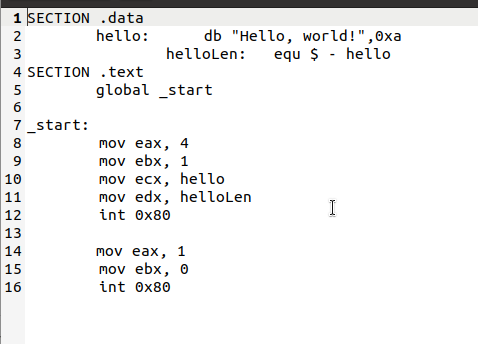 1 SECTION .data
2 hello: db "Hello, world!",0xa
3 helloLen: equ $ - hello
4 SECTION .text
5 global _start
6
7 _start:
8 mov eax, 4
9 mov ebx, 1
10 mov ecx, hello
11 mov edx, helloLen
12 int 0x80
13
14 mov eax, 1
15 mov ebx, 0
16 int 0x80